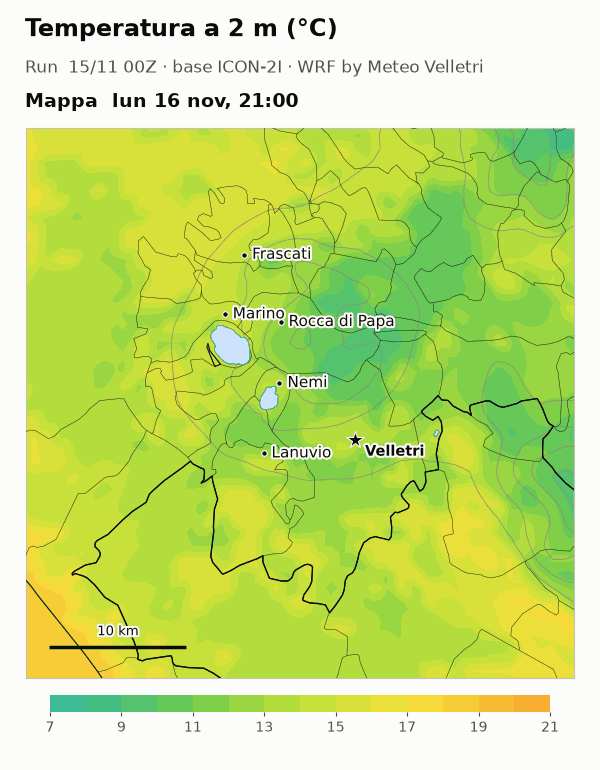 Temperatura a 2 m (°C)
Run  15/11 00Z · base ICON-2I · WRF by Meteo Velletri
Mappa  lun 16 nov, 21:00
Frascati
Marino
Rocca di Papa
Nemi
Velletri
Lanuvio
10 km
7 9 11 13 15 17 19 21